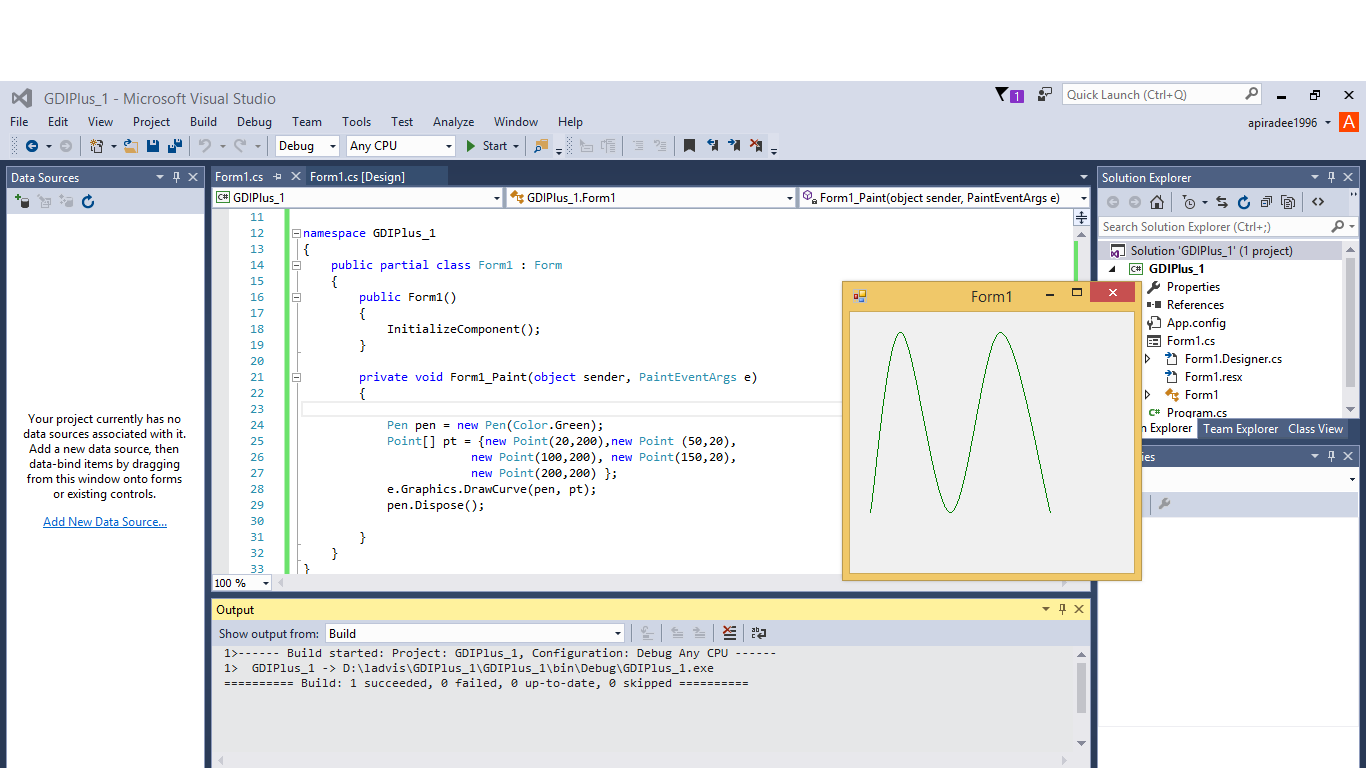 GDIPlus_1 - Microsoft Visual Studio
1
Quick Launch (Ctrl+Q)
File Edit View Project Build Debug Team Tools Test Analyze Window Help
apiradee1996
A
Debug Any CPU Start
Data Sources
Your project currently has no
data sources associated with it.
Add a new data source, then
data-bind items by dragging
from this window onto forms
or existing controls.
Add New Data Source...
Form1.cs Form1.cs [Design]
C# GDIPlus_1 GDIPlus_1.Form1 Form1_Paint(object sender, PaintEventArgs e)
11
12 namespace GDIPlus_1
13 {
14 public partial class Form1 : Form
15 {
16 public Form1()
17 {
18 InitializeComponent();
19 }
20
21 private void Form1_Paint(object sender, PaintEventArgs e)
22 {
23
24 Pen pen = new Pen(Color.Green);
25 Point[] pt = {new Point(20,200),new Point (50,20),
26 new Point(100,200), new Point(150,20),
27 new Point(200,200) };
28 e.Graphics.DrawCurve(pen, pt);
29 pen.Dispose();
30
31 }
32 }
33 }
100 %
Form1
Output
Show output from: Build
1>------ Build started: Project: GDIPlus_1, Configuration: Debug Any CPU ------
1> GDIPlus_1 -> D:\ladvis\GDIPlus_1\GDIPlus_1\bin\Debug\GDIPlus_1.exe
========== Build: 1 succeeded, 0 failed, 0 up-to-date, 0 skipped ==========
Solution Explorer
Search Solution Explorer (Ctrl+;)
Solution 'GDIPlus_1' (1 project)
C# GDIPlus_1
Properties
References
App.config
Form1.cs
Form1.Designer.cs
Form1.resx
Form1
C# Program.cs
n Explorer Team Explorer Class View
ies